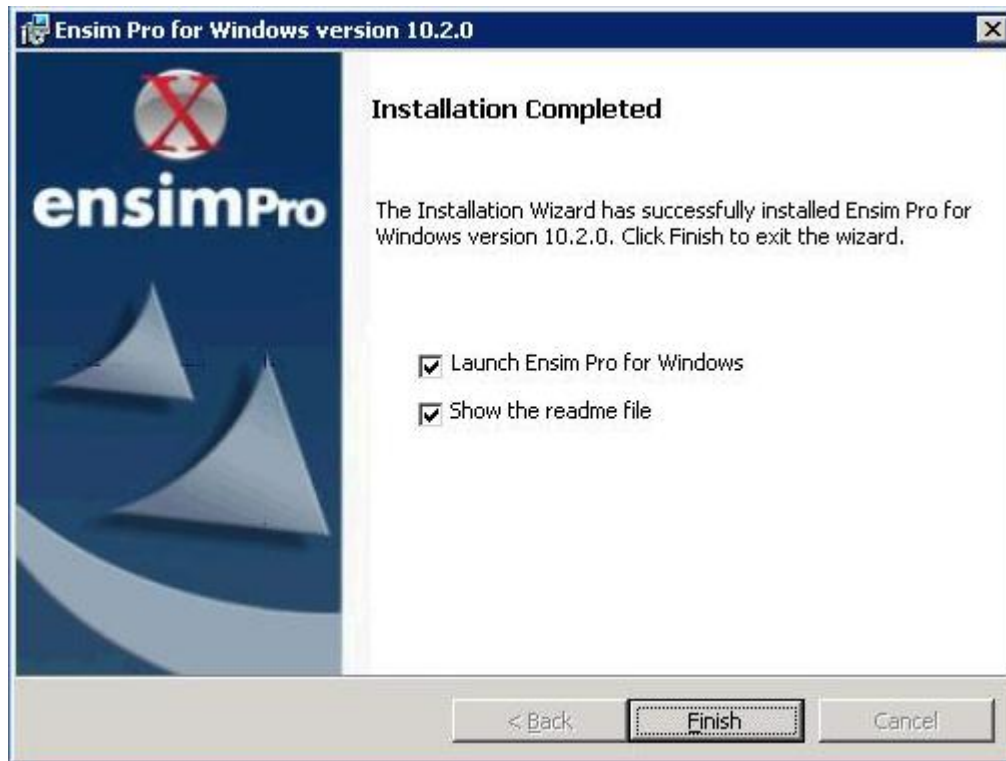 Ensim Pro for Windows version 10.2.0
X
ensimPro
Installation Completed
The Installation Wizard has successfully installed Ensim Pro for
Windows version 10.2.0. Click Finish to exit the wizard.
Launch Ensim Pro for Windows
Show the readme file
< Back
Finish
Cancel